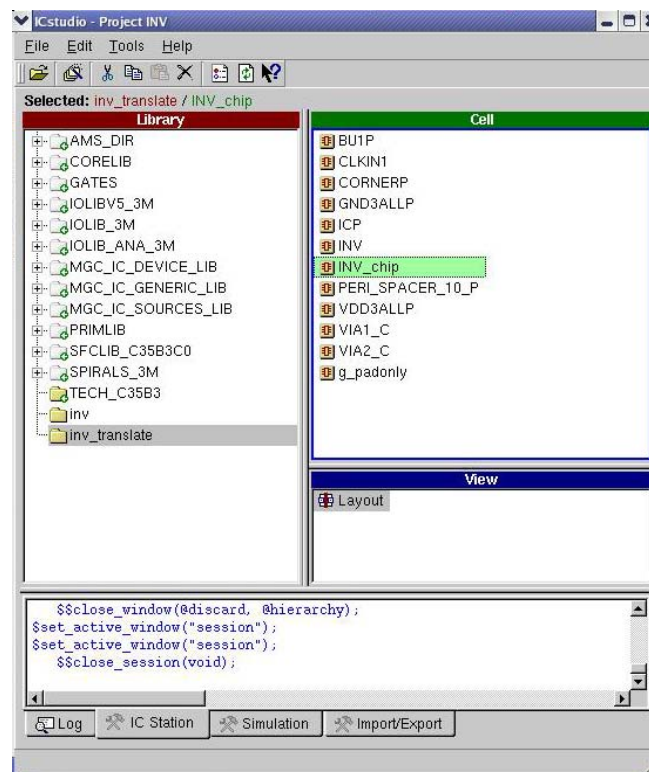 ICstudio - Project INV
File Edit Tools Help
Selected: inv_translate / INV_chip
Library
AMS_DIR
CORELIB
GATES
IOLIBV5_3M
IOLIB_3M
IOLIB_ANA_3M
MGC_IC_DEVICE_LIB
MGC_IC_GENERIC_LIB
MGC_IC_SOURCES_LIB
PRIMLIB
SFCLIB_C35B3C0
SPIRALS_3M
TECH_C35B3
inv
inv_translate
Cell
BU1P
CLKIN1
CORNERP
GND3ALLP
ICP
INV
INV_chip
PERI_SPACER_10_P
VDD3ALLP
VIA1_C
VIA2_C
g_padonly
View
Layout
$$close_window(@discard, @hierarchy);
$set_active_window("session");
$set_active_window("session");
$$close_session(void);
Log IC Station Simulation Import/Export